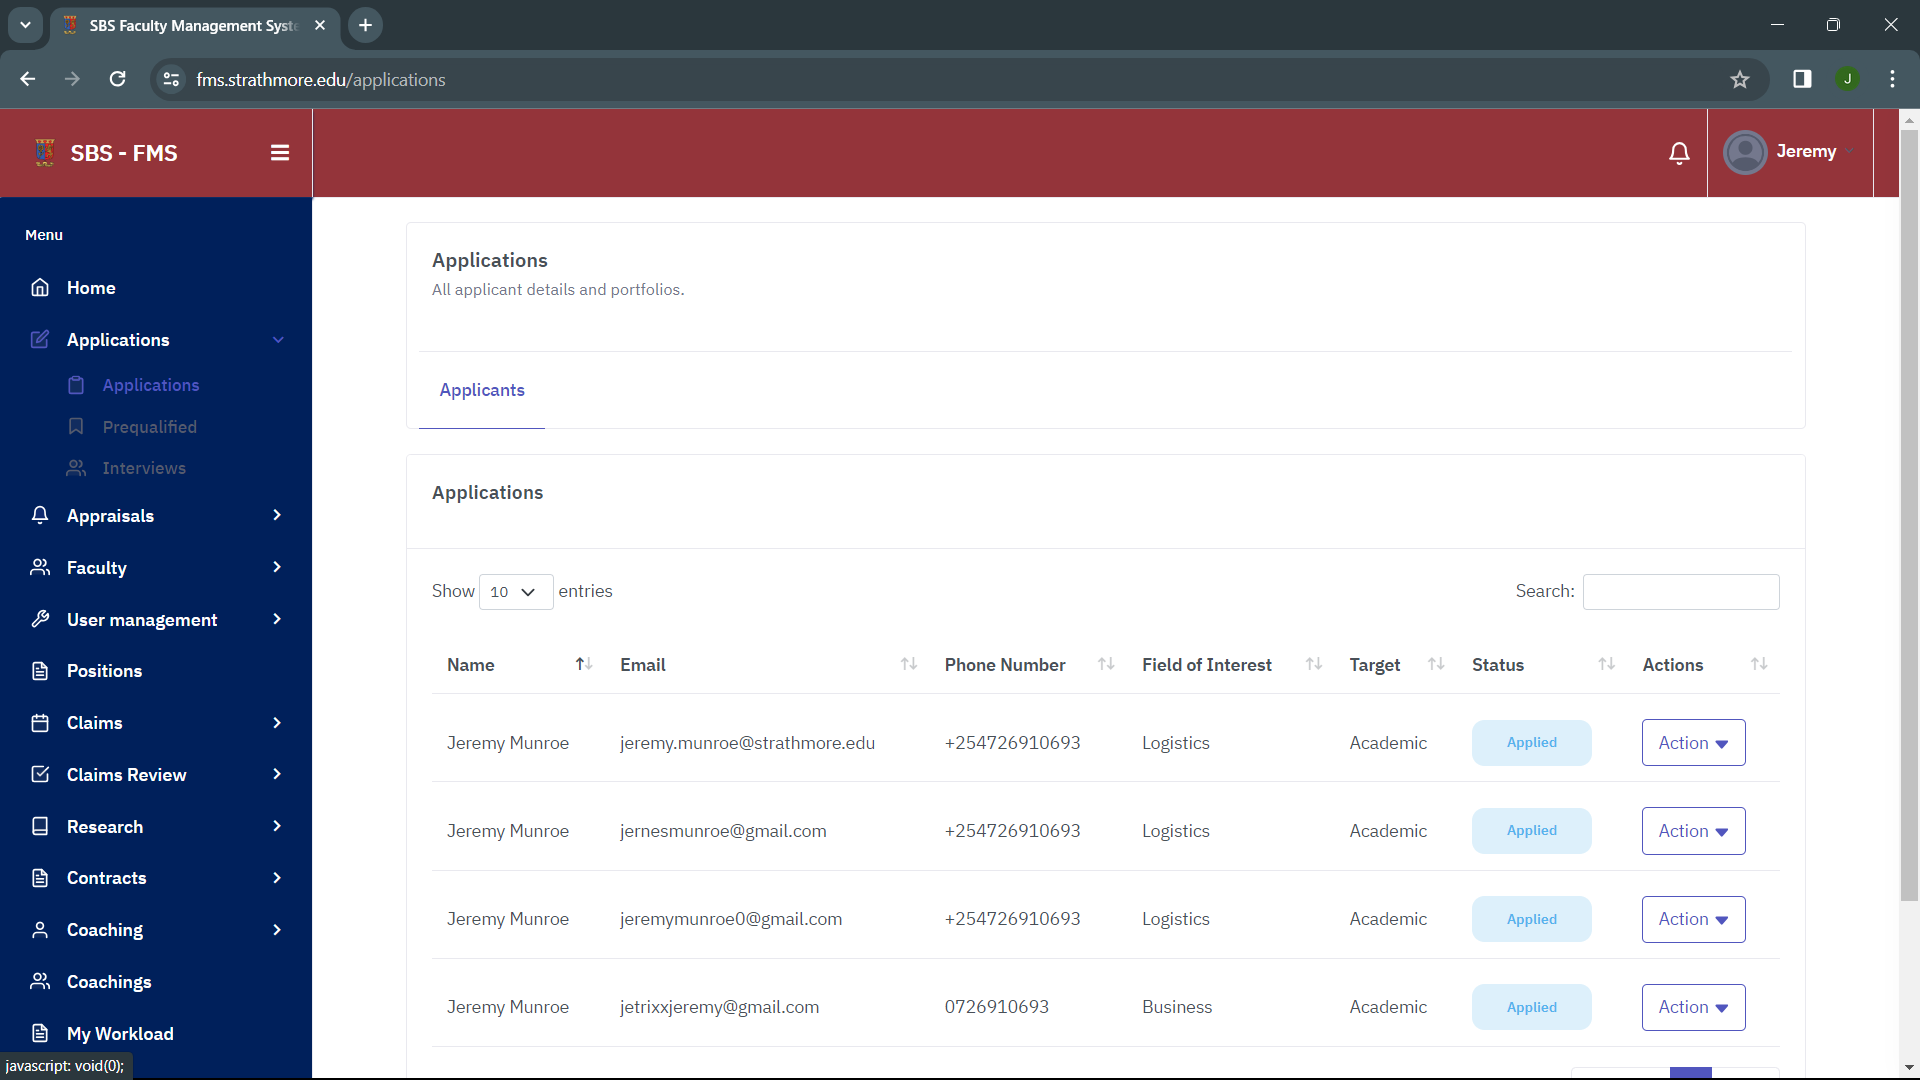 SBS Faculty Management Syste
fms.strathmore.edu/applications
J
SBS - FMS
Jeremy
Menu
Home
Applications
Applications
Prequalified
Interviews
Appraisals
Faculty
User management
Positions
Claims
Claims Review
Research
Contracts
Coaching
Coachings
My Workload
javascript: void(0);
Applications
All applicant details and portfolios.
Applicants
Applications
Show 10 entries
Search:
Name Email Phone Number Field of Interest Target Status Actions
Jeremy Munroe jeremy.munroe@strathmore.edu +254726910693 Logistics Academic Applied Action
Jeremy Munroe jernesmunroe@gmail.com +254726910693 Logistics Academic Applied Action
Jeremy Munroe jeremymunroe0@gmail.com +254726910693 Logistics Academic Applied Action
Jeremy Munroe jetrixxjeremy@gmail.com 0726910693 Business Academic Applied Action